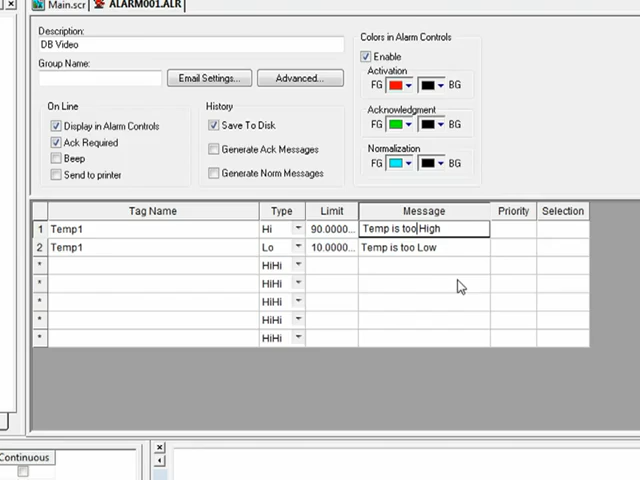 Main.scr ALARM001.ALR
Description:
DB Video
Group Name:
Email Settings... Advanced...
Colors in Alarm Controls
Enable
Activation
FG BG
Acknowledgment
FG BG
Normalization
FG BG
On Line
Display in Alarm Controls
Ack Required
Beep
Send to printer
History
Save To Disk
Generate Ack Messages
Generate Norm Messages
Tag Name Type Limit Message Priority Selection
1 Temp1 Hi 90.0000... Temp is too High
2 Temp1 Lo 10.0000... Temp is too Low
* HiHi
* HiHi
* HiHi
* HiHi
* HiHi
Continuous